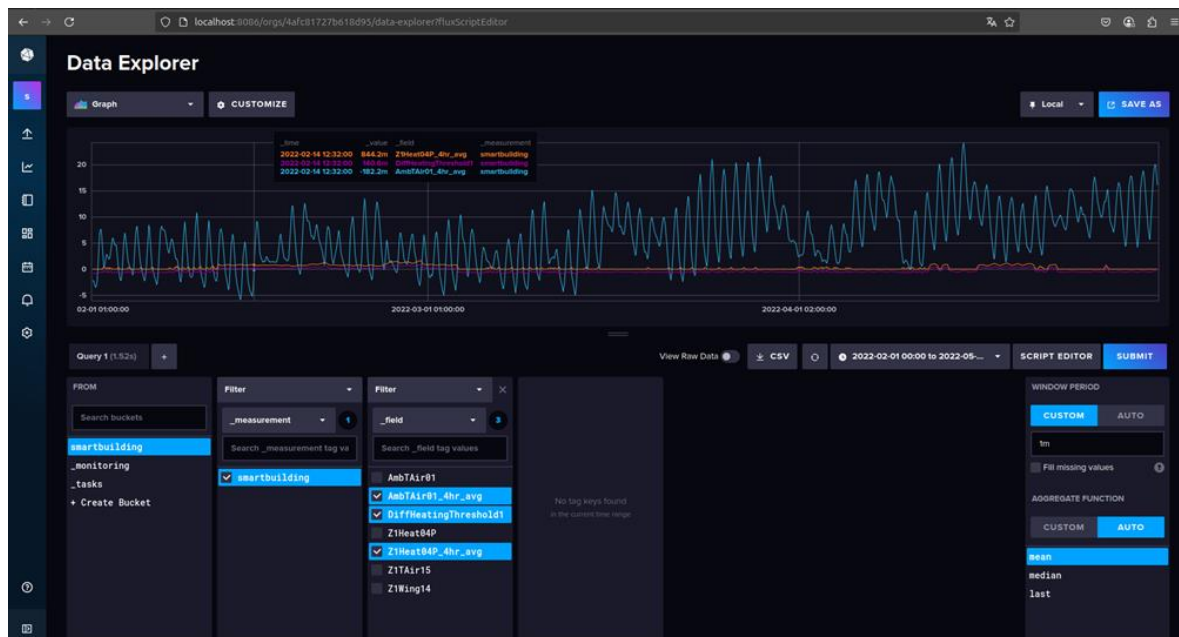 localhost:8086/orgs/4afc81727b618d95/data-explorer?fluxScriptEditor
S
Data Explorer
Graph
CUSTOMIZE
Local
SAVE AS
_time _value _field _measurement
2022-02-14 12:32:00 844.2m Z1Heat04P_4hr_avg smartbuilding
2022-02-14 12:32:00 DiffHeatingThreshold1 smartbuilding
2022-02-14 12:32:00 -182.2m AmbTAir01_4hr_avg smartbuilding
20
15
10
5
0
-5
02-01 01:00:00 2022-03-01 01:00:00 2022-04-01 02:00:00
Query 1 (1.52s) +
View Raw Data
CSV
2022-02-01 00:00 to 2022-05-...
SCRIPT EDITOR
SUBMIT
FROM
Search buckets
smartbuilding
_monitoring
_tasks
+ Create Bucket
Filter
_measurement 1
Search _measurement tag va
smartbuilding
Filter
_field 3
Search _field tag values
AmbTAir01
AmbTAir01_4hr_avg
DiffHeatingThreshold1
Z1Heat04P
Z1Heat04P_4hr_avg
Z1TAir15
Z1Wing14
No tag keys found
in the current time range
WINDOW PERIOD
CUSTOM AUTO
1m
Fill missing values
AGGREGATE FUNCTION
CUSTOM AUTO
mean
median
last